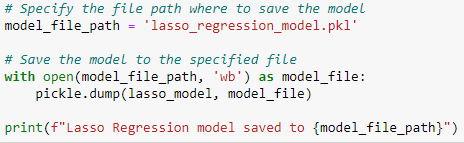 # Specify the file path where to save the model
model_file_path = 'lasso_regression_model.pkl'
# Save the model to the specified file
with open(model_file_path, 'wb') as model_file:
    pickle.dump(lasso_model, model_file)
print(f"Lasso Regression model saved to {model_file_path}")